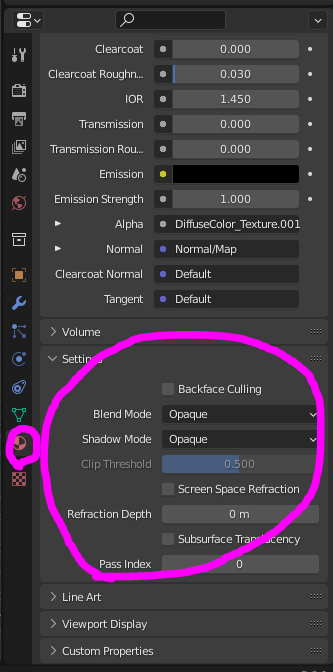 Clearcoat 0.000
Clearcoat Roughn... 0.030
IOR 1.450
Transmission 0.000
Transmission Rou... 0.000
Emission
Emission Strength 1.000
Alpha DiffuseColor_Texture.001
Normal Normal/Map
Clearcoat Normal Default
Tangent Default
Volume
Settings
Backface Culling
Blend Mode Opaque
Shadow Mode Opaque
Clip Threshold 0.500
Screen Space Refraction
Refraction Depth 0 m
Subsurface Translucency
Pass Index 0
Line Art
Viewport Display
Custom Properties